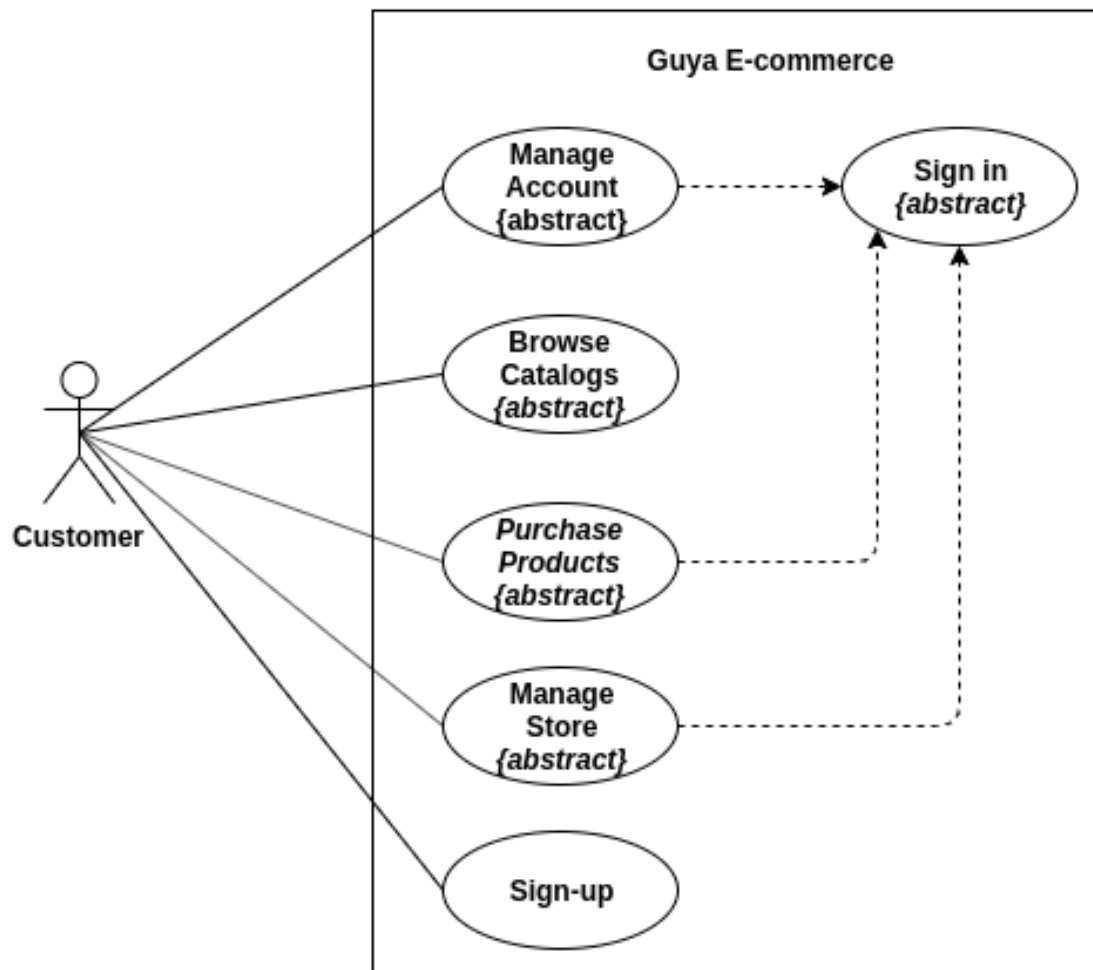 Guya E-commerce
Manage
Account
{abstract}
Sign in
{abstract}
Browse
Catalogs
{abstract}
Customer
Purchase
Products
{abstract}
Manage
Store
{abstract}
Sign-up